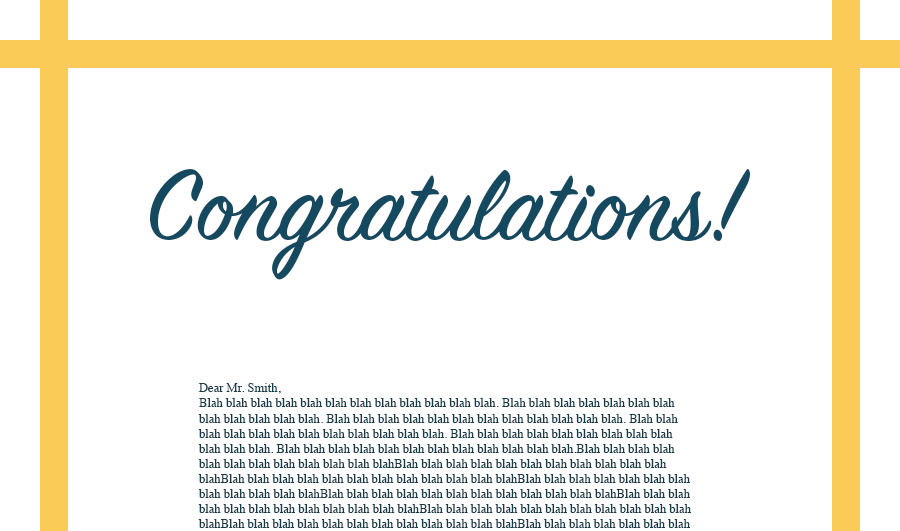 Congratulations!
Dear Mr. Smith,
Blah blah blah blah blah blah blah blah blah blah blah blah. Blah blah blah blah blah blah blah
blah blah blah blah blah. Blah blah blah blah blah blah blah blah blah blah blah blah. Blah blah
blah blah blah blah blah blah blah blah blah blah. Blah blah blah blah blah blah blah blah blah
blah blah blah. Blah blah blah blah blah blah blah blah blah blah blah blah.Blah blah blah blah
blah blah blah blah blah blah blah blahBlah blah blah blah blah blah blah blah blah blah blah
blahBlah blah blah blah blah blah blah blah blah blah blah blahBlah blah blah blah blah blah blah
blah blah blah blah blahBlah blah blah blah blah blah blah blah blah blah blah blahBlah blah blah
blah blah blah blah blah blah blah blah blahBlah blah blah blah blah blah blah blah blah blah blah
blahBlah blah blah blah blah blah blah blah blah blah blah blahBlah blah blah blah blah blah blah